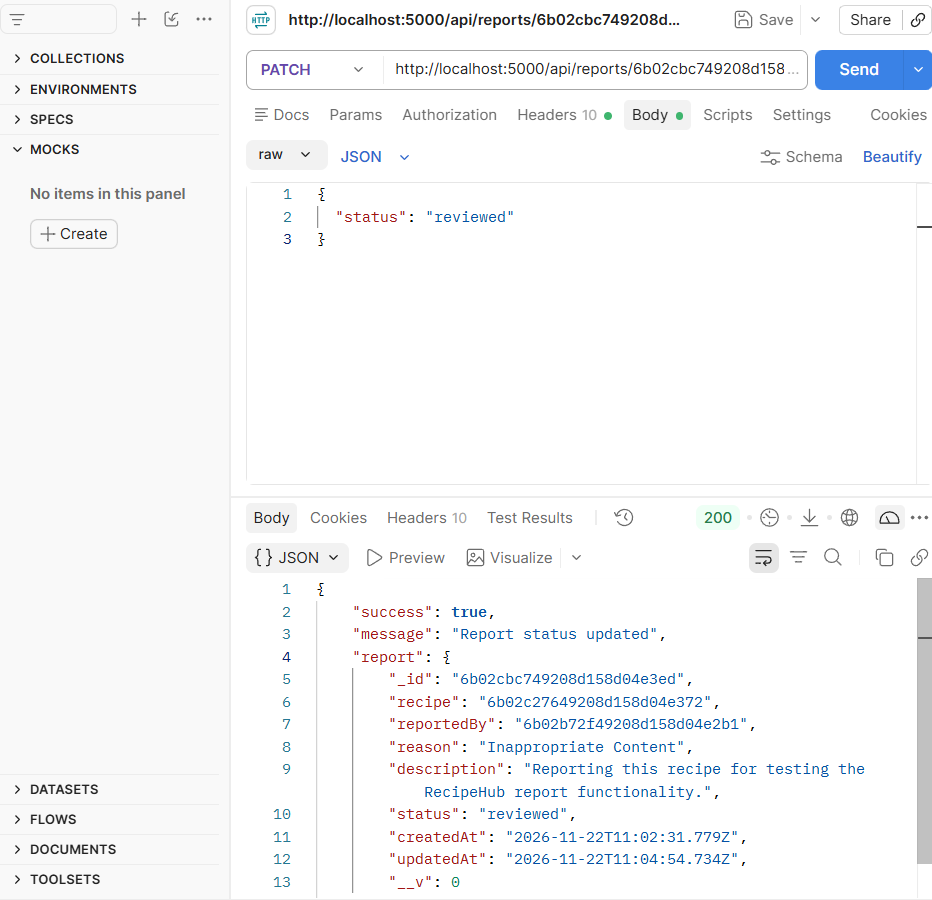 HTTP http://localhost:5000/api/reports/6b02cbc749208d... Save Share
COLLECTIONS
ENVIRONMENTS
SPECS
MOCKS
No items in this panel
Create
PATCH http://localhost:5000/api/reports/6b02cbc749208d158... Send
Docs Params Authorization Headers 10 Body Scripts Settings Cookies
raw JSON Schema Beautify
1 {
2 "status": "reviewed"
3 }
Body Cookies Headers 10 Test Results 200
{} JSON Preview Visualize
1 {
2 "success": true,
3 "message": "Report status updated",
4 "report": {
5 "_id": "6b02cbc749208d158d04e3ed",
6 "recipe": "6b02c27649208d158d04e372",
7 "reportedBy": "6b02b72f49208d158d04e2b1",
8 "reason": "Inappropriate Content",
9 "description": "Reporting this recipe for testing the
RecipeHub report functionality.",
10 "status": "reviewed",
11 "createdAt": "2026-11-22T11:02:31.779Z",
12 "updatedAt": "2026-11-22T11:04:54.734Z",
13 "__v": 0
DATASETS
FLOWS
DOCUMENTS
TOOLSETS